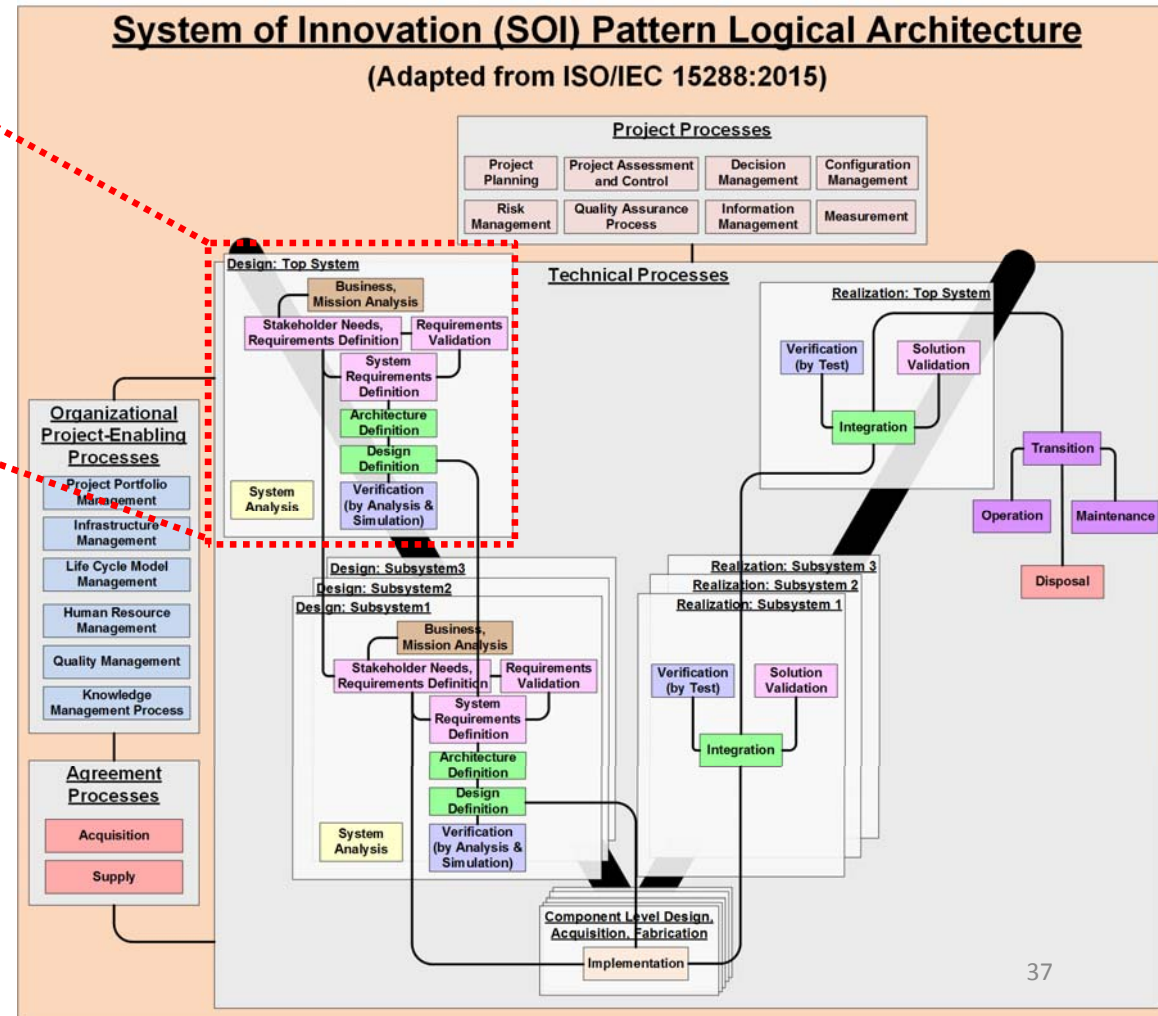 System of Innovation (SOI) Pattern Logical Architecture
(Adapted from ISO/IEC 15288:2015)
Project Processes
Project
Planning
Project Assessment
and Control
Decision
Management
Configuration
Management
Risk
Management
Quality Assurance
Process
Information
Management
Measurement
Technical Processes
Design: Top System
Business,
Mission Analysis
Stakeholder Needs,
Requirements Definition
Requirements
Validation
System
Requirements
Definition
Architecture
Definition
Design
Definition
Verification
(by Analysis &
Simulation)
System
Analysis
Realization: Top System
Verification
(by Test)
Solution
Validation
Integration
Transition
Operation
Maintenance
Disposal
Organizational
Project-Enabling
Processes
Project Portfolio
Management
Infrastructure
Management
Life Cycle Model
Management
Human Resource
Management
Quality Management
Knowledge
Management Process
Agreement
Processes
Acquisition
Supply
Design: Subsystem3
Design: Subsystem2
Design: Subsystem1
Business,
Mission Analysis
Stakeholder Needs,
Requirements Definition
Requirements
Validation
System
Requirements
Definition
Architecture
Definition
Design
Definition
Verification
(by Analysis &
Simulation)
System
Analysis
Realization: Subsystem 3
Realization: Subsystem 2
Realization: Subsystem 1
Verification
(by Test)
Solution
Validation
Integration
Component Level Design,
Acquisition, Fabrication
Implementation
37